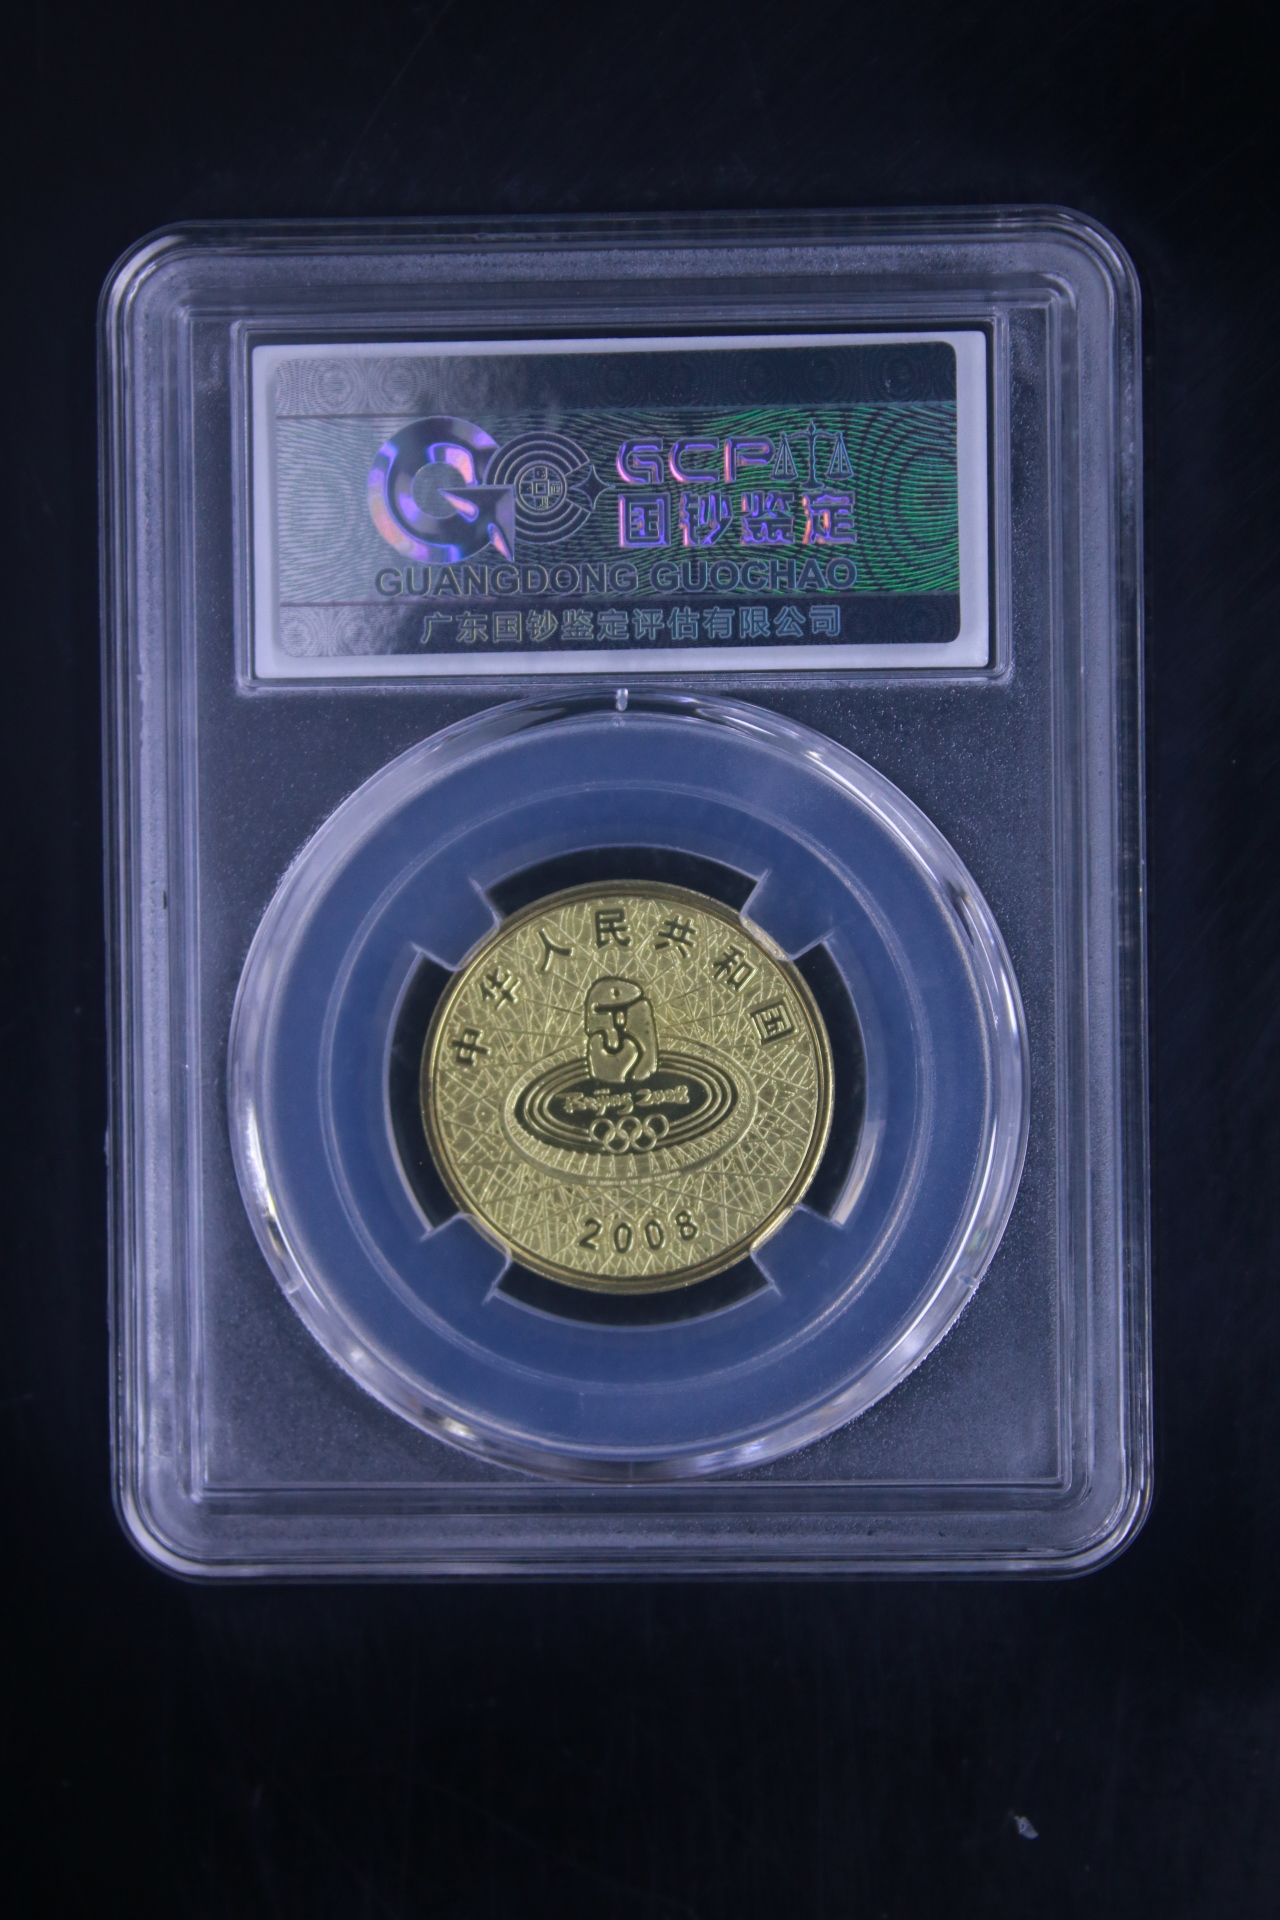 GCP
国钞鉴定
GUANGDONG GUOCHAO
广东国钞鉴定评估有限公司
中华人民共和国
Beijing 2008
2008